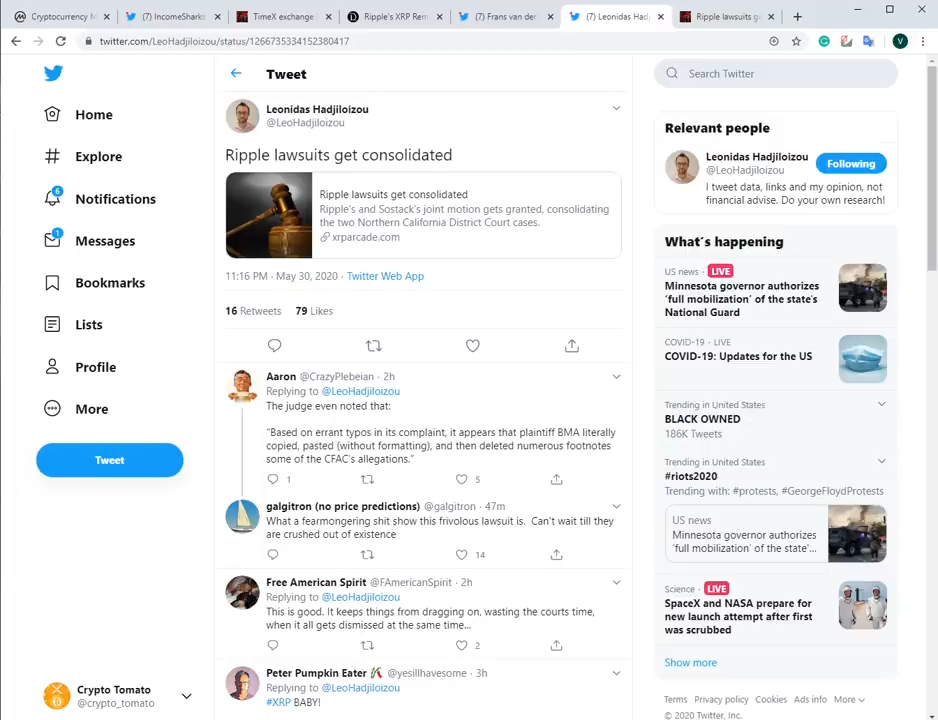 Cryptocurrency M
(7) IncomeSharks
TimeX exchange
Ripple's XRP Rem
(7) Frans van der
(7) Leonidas Hadj
Ripple lawsuits g
twitter.com/LeoHadjiloizou/status/1266735334152380417
V
Home
Explore
6
Notifications
1
Messages
Bookmarks
Lists
Profile
More
Tweet
Crypto Tomato
@crypto_tomato
Tweet
Leonidas Hadjiloizou
@LeoHadjiloizou
Ripple lawsuits get consolidated
Ripple lawsuits get consolidated
Ripple's and Sostack's joint motion gets granted, consolidating
the two Northern California District Court cases.
xrparcade.com
11:16 PM · May 30, 2020 · Twitter Web App
16 Retweets 79 Likes
Aaron @CrazyPlebeian · 2h
Replying to @LeoHadjiloizou
The judge even noted that:
“Based on errant typos in its complaint, it appears that plaintiff BMA literally
copied, pasted (without formatting), and then deleted numerous footnotes
some of the CFAC's allegations.”
1 5
galgitron (no price predictions) @galgitron · 47m
What a fearmongering shit show this frivolous lawsuit is. Can't wait till they
are crushed out of existence
14
Free American Spirit @FAmericanSpirit · 2h
Replying to @LeoHadjiloizou
This is good. It keeps things from dragging on, wasting the courts time,
when it all gets dismissed at the same time...
2
Peter Pumpkin Eater @yesillhavesome · 3h
Replying to @LeoHadjiloizou
#XRP BABY!
Search Twitter
Relevant people
Leonidas Hadjiloizou
@LeoHadjiloizou
Following
I tweet data, links and my opinion, not
financial advise. Do your own research!
What's happening
US news · LIVE
Minnesota governor authorizes
'full mobilization' of the state's
National Guard
COVID-19 · LIVE
COVID-19: Updates for the US
Trending in United States
BLACK OWNED
186K Tweets
Trending in United States
#riots2020
Trending with: #protests, #GeorgeFloydProtests
US news
Minnesota governor authorizes
'full mobilization' of the state'...
Science · LIVE
SpaceX and NASA prepare for
new launch attempt after first
was scrubbed
Show more
Terms Privacy policy Cookies Ads info More
© 2020 Twitter, Inc.